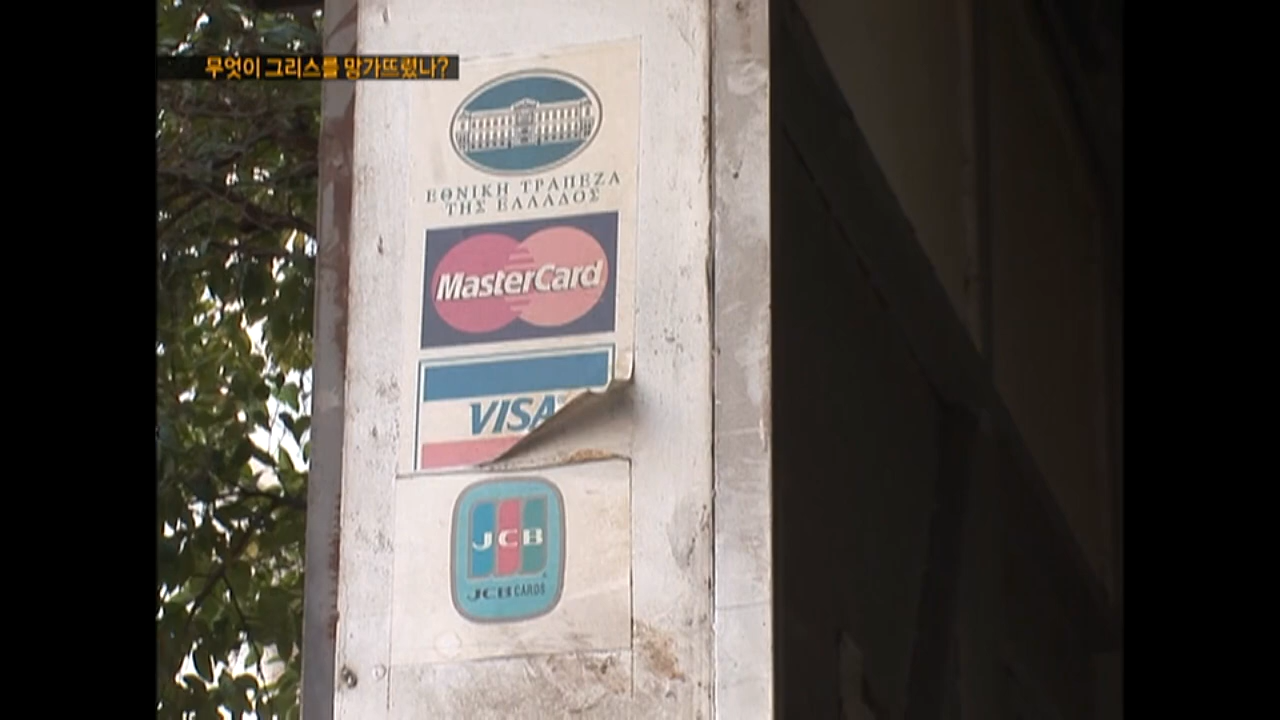 무엇이 그리스를 망가뜨렸나?
ΕΘΝΙΚΗ ΤΡΑΠΕΖΑ
ΤΗΣ ΕΛΛΑΔΟΣ
MasterCard
VISA
JCB
JCB CARDS